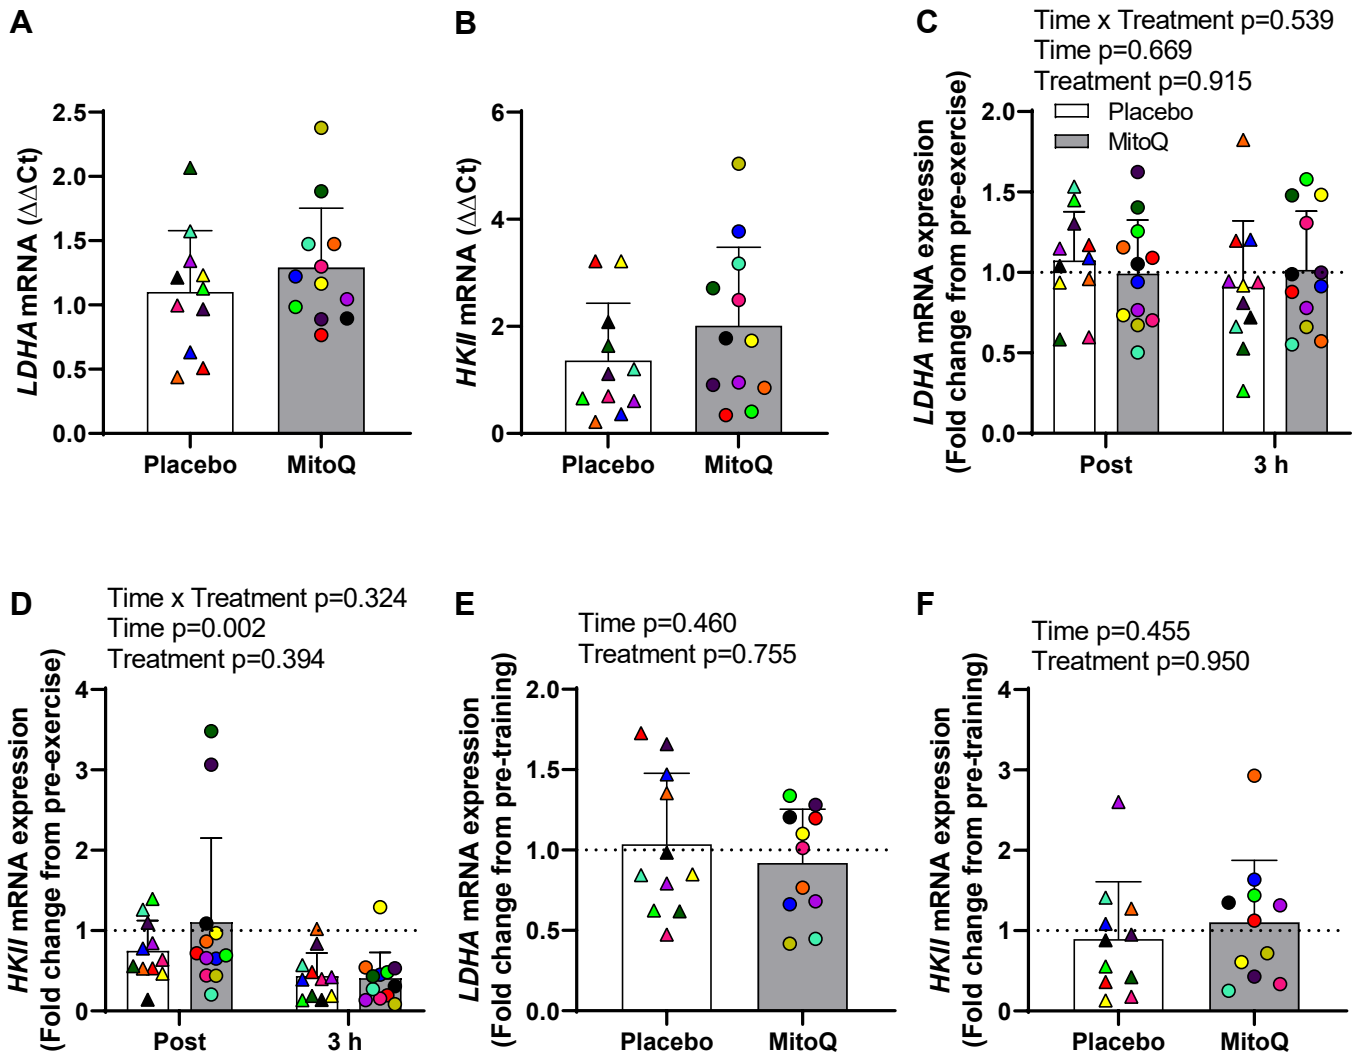 A
LDHA mRNA (ΔΔCt)
2.5
2.0
1.5
1.0
0.5
0.0
Placebo
MitoQ
B
HKII mRNA (ΔΔCt)
6
4
2
0
Placebo
MitoQ
C
Time x Treatment p=0.539
Time p=0.669
Treatment p=0.915
Placebo
MitoQ
LDHA mRNA expression
(Fold change from pre-exercise)
2.0
1.5
1.0
0.5
0.0
Post
3 h
D
Time x Treatment p=0.324
Time p=0.002
Treatment p=0.394
HKII mRNA expression
(Fold change from pre-exercise)
4
3
2
1
0
Post
3 h
E
Time p=0.460
Treatment p=0.755
LDHA mRNA expression
(Fold change from pre-training)
2.0
1.5
1.0
0.5
0.0
Placebo
MitoQ
F
Time p=0.455
Treatment p=0.950
HKII mRNA expression
(Fold change from pre-training)
4
3
2
1
0
Placebo
MitoQ